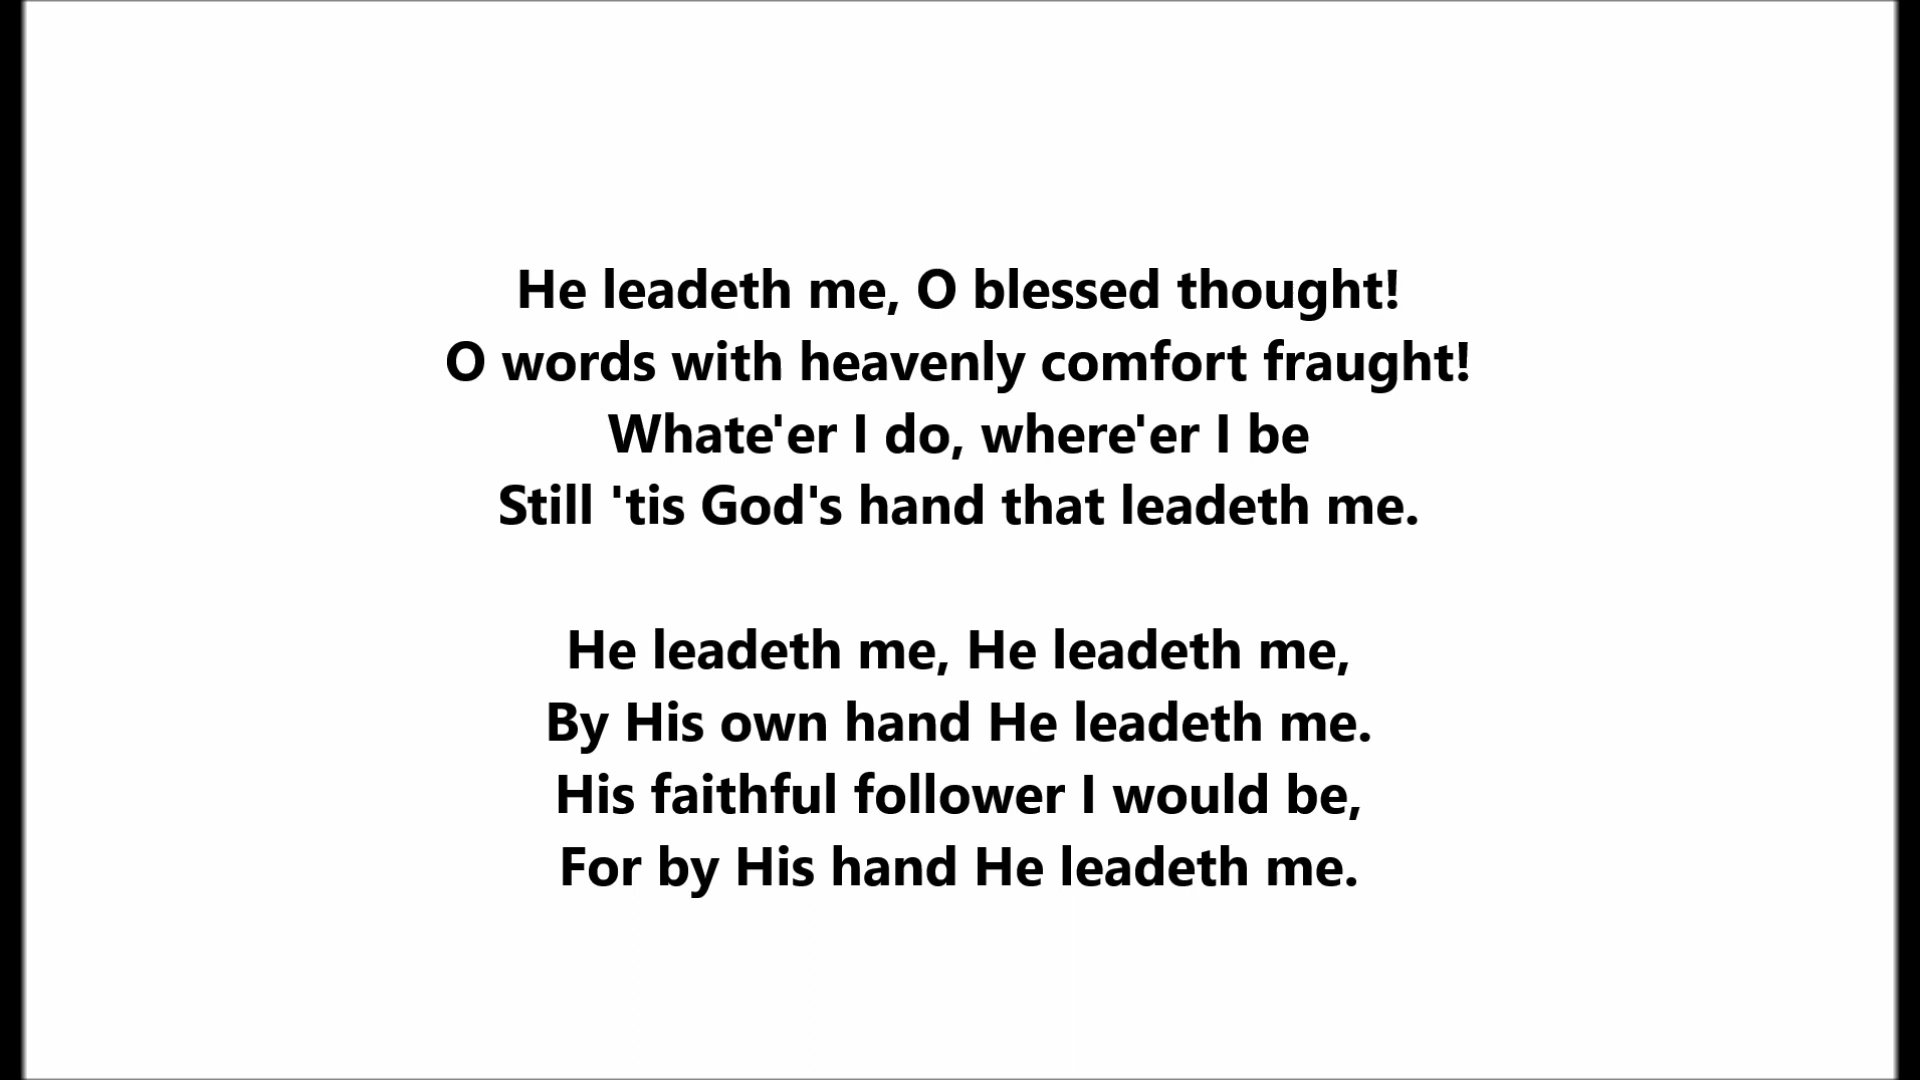 He leadeth me, O blessed thought!
O words with heavenly comfort fraught!
Whate'er I do, where'er I be
Still 'tis God's hand that leadeth me.

He leadeth me, He leadeth me,
By His own hand He leadeth me.
His faithful follower I would be,
For by His hand He leadeth me.